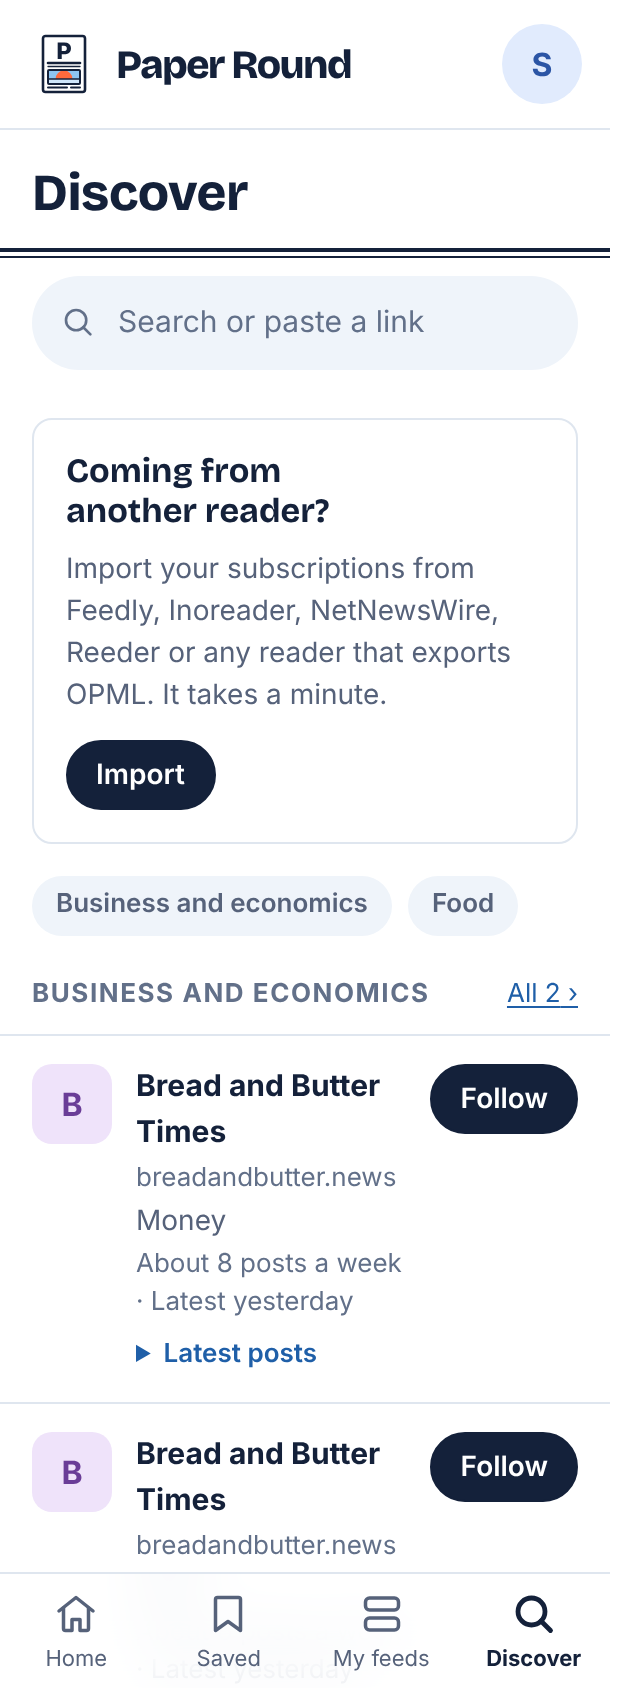 P
Paper Round
S
Discover
Search or paste a link
Coming from
another reader?
Import your subscriptions from
Feedly, Inoreader, NetNewsWire,
Reeder or any reader that exports
OPML. It takes a minute.
Import
Business and economics
Food
BUSINESS AND ECONOMICS
All 2 ›
B
Bread and Butter
Times
Follow
breadandbutter.news
Money
About 8 posts a week
· Latest yesterday
▶ Latest posts
B
Bread and Butter
Times
Follow
breadandbutter.news
· Latest yesterday
Home
Saved
My feeds
Discover